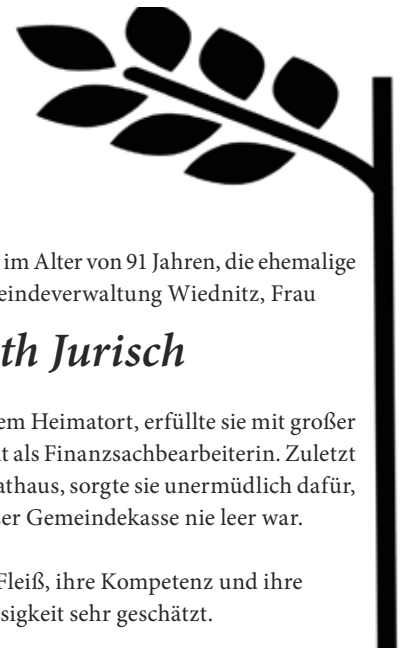 im Alter von 91 Jahren, die ehemalige
eindeverwaltung Wiednitz, Frau
th Jurisch
em Heimatort, erfüllte sie mit großer
t als Finanzsachbearbeiterin. Zuletzt
athaus, sorgte sie unermüdlich dafür,
er Gemeindekasse nie leer war.
Fleiß, ihre Kompetenz und ihre
sigkeit sehr geschätzt.